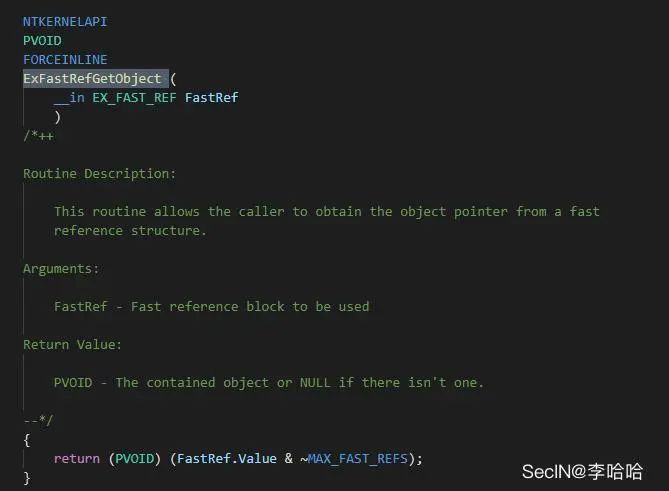 NTKERNELAPI
PVOID
FORCEINLINE
ExFastRefGetObject (
__in EX_FAST_REF FastRef
)
/*++
Routine Description:
This routine allows the caller to obtain the object pointer from a fast
reference structure.
Arguments:
FastRef - Fast reference block to be used
Return Value:
PVOID - The contained object or NULL if there isn't one.
--*/
{
return (PVOID) (FastRef.Value & ~MAX_FAST_REFS);
}
SecIN@李哈哈